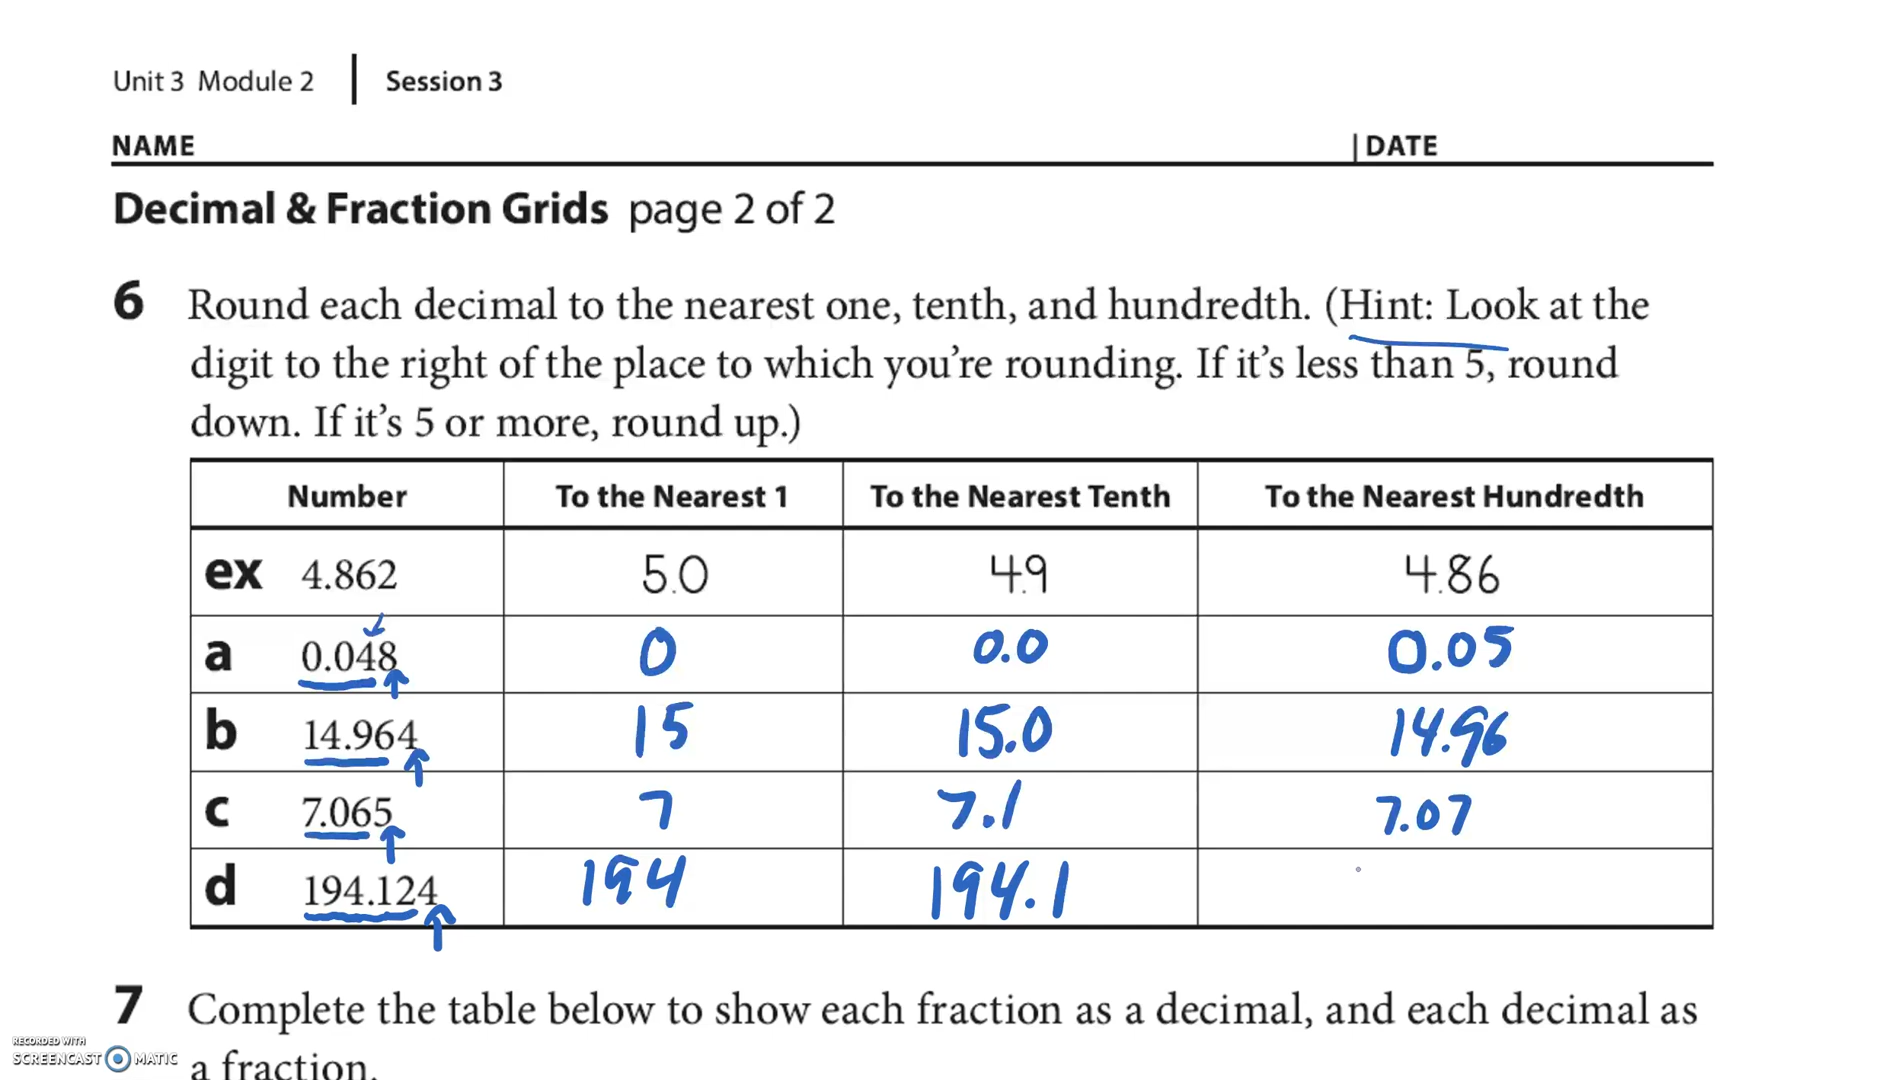 Unit 3 Module 2 | Session 3
NAME | DATE
Decimal & Fraction Grids page 2 of 2
6 Round each decimal to the nearest one, tenth, and hundredth. (Hint: Look at the
digit to the right of the place to which you’re rounding. If it’s less than 5, round
down. If it’s 5 or more, round up.)
Number To the Nearest 1 To the Nearest Tenth To the Nearest Hundredth
ex 4.862 5.0 4.9 4.86
a 0.048 0 0.0 0.05
b 14.964 15 15.0 14.96
c 7.065 7 7.1 7.07
d 194.124 194 194.1
7 Complete the table below to show each fraction as a decimal, and each decimal as
a fraction.
RECORDED WITH
SCREENCAST MATIC